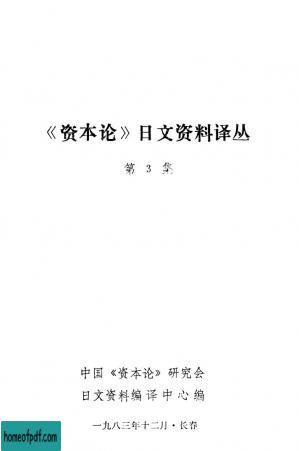 《资本论》日文资料译丛
第 3 集
中国《资本论》研究会
日文资料编译中心编
一九八三年十二月·长春
homeofpdf.com